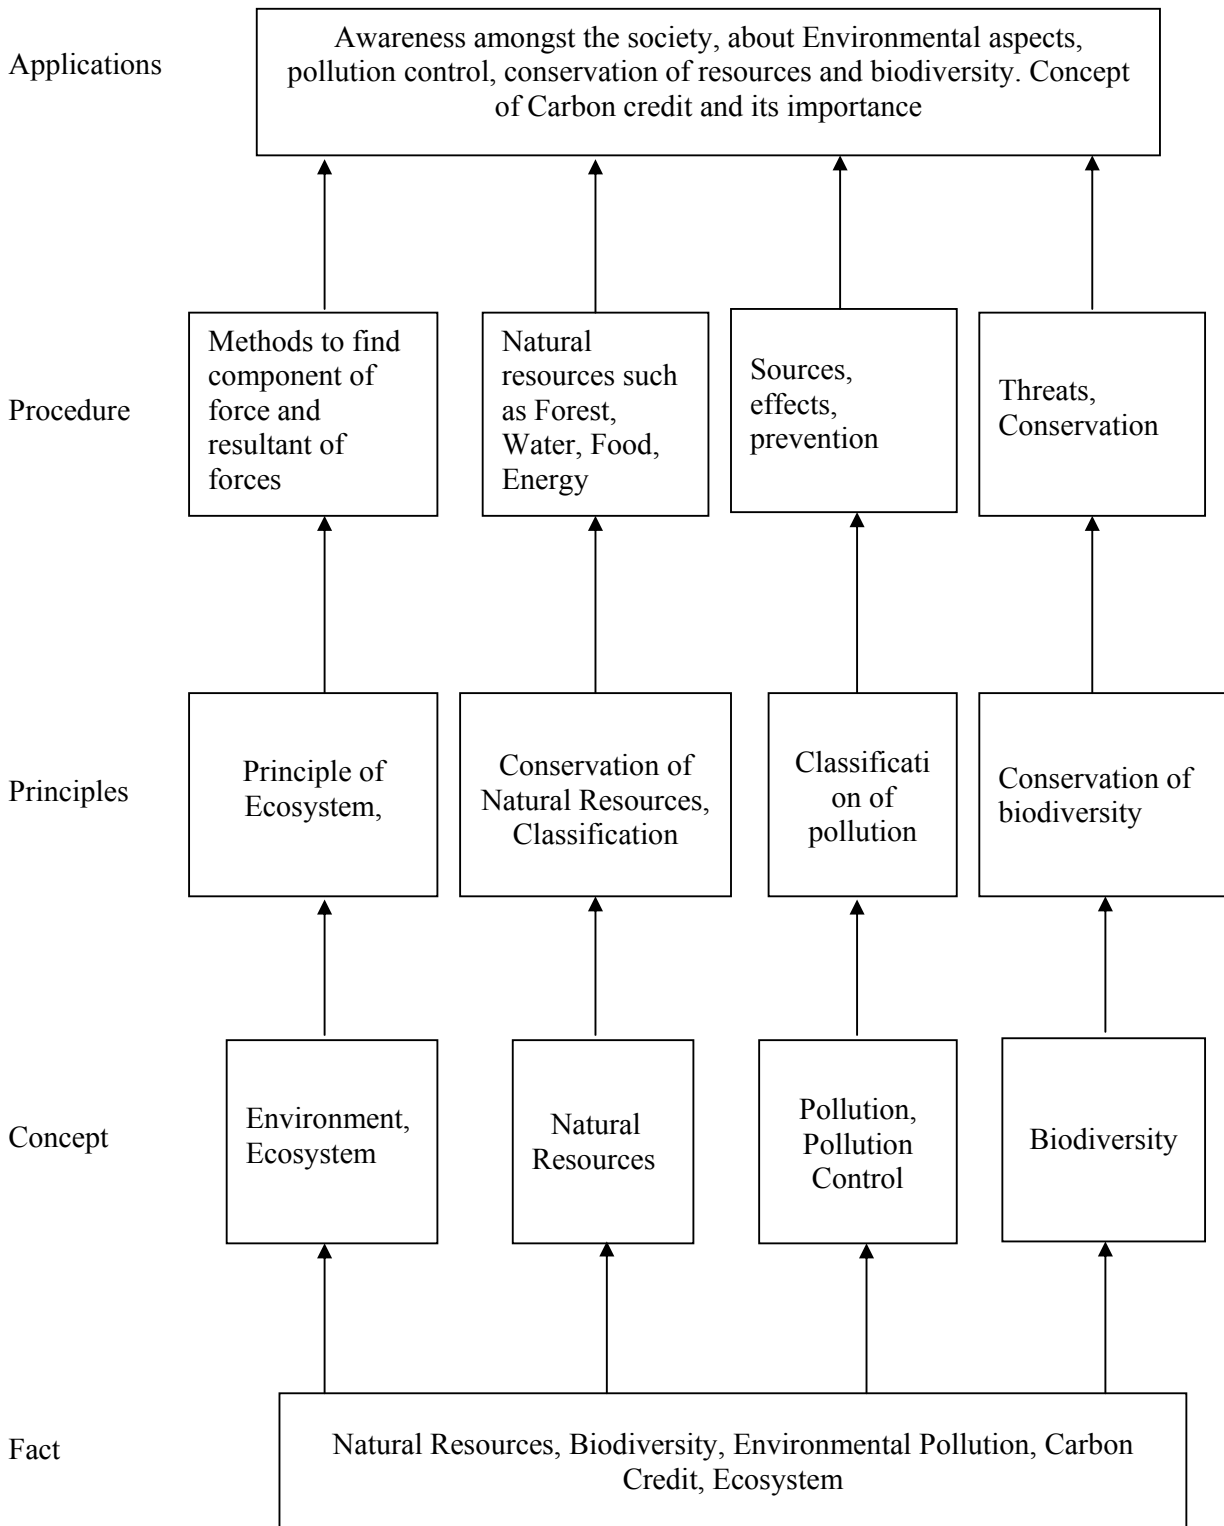 Applications
Awareness amongst the society, about Environmental aspects,
pollution control, conservation of resources and biodiversity. Concept
of Carbon credit and its importance
Procedure
Methods to find
component of
force and
resultant of
forces
Natural
resources such
as Forest,
Water, Food,
Energy
Sources,
effects,
prevention
Threats,
Conservation
Principles
Principle of
Ecosystem,
Conservation of
Natural Resources,
Classification
Classificati
on of
pollution
Conservation of
biodiversity
Concept
Environment,
Ecosystem
Natural
Resources
Pollution,
Pollution
Control
Biodiversity
Fact
Natural Resources, Biodiversity, Environmental Pollution, Carbon
Credit, Ecosystem